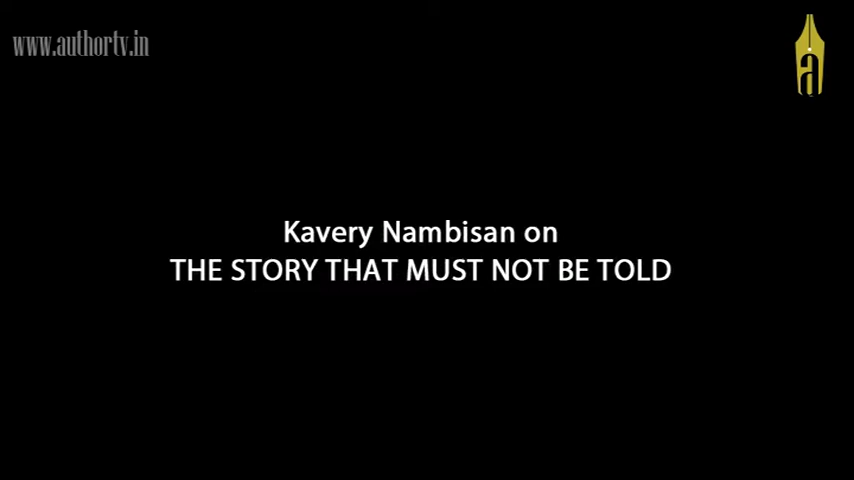 www.authortv.in
a
Kavery Nambisan on
THE STORY THAT MUST NOT BE TOLD